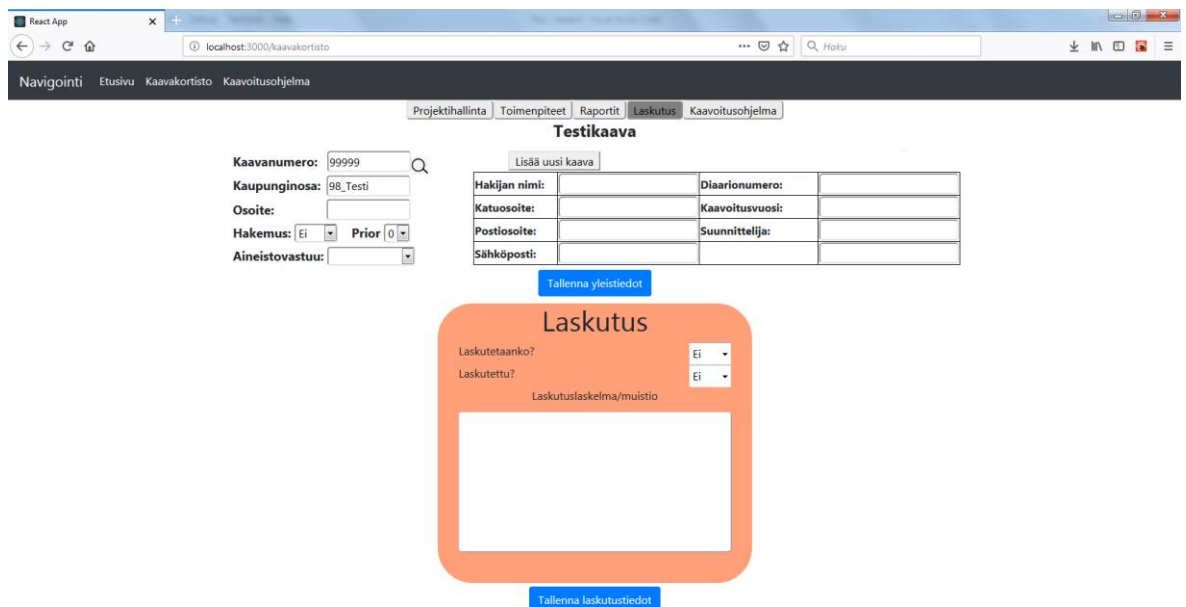 React App
localhost:3000/kaavakortisto
Haku
Navigointi Etusivu Kaavakortisto Kaavoitusohjelma
Projektihallinta Toimenpiteet Raportit Laskutus Kaavoitusohjelma
Testikaava
Kaavanumero: 99999
Lisää uusi kaava
Kaupunginosa: 98_Testi
Osoite:
Hakemus: Ei Prior 0
Aineistovastuu:
Hakijan nimi: Diaarionumero:
Katuosoite: Kaavoitusvuosi:
Postiosoite: Suunnittelija:
Sähköposti:
Tallenna yleistiedot
Laskutus
Laskutetaanko? Ei
Laskutettu? Ei
Laskutuslaskelma/muistio
Tallenna laskutustiedot